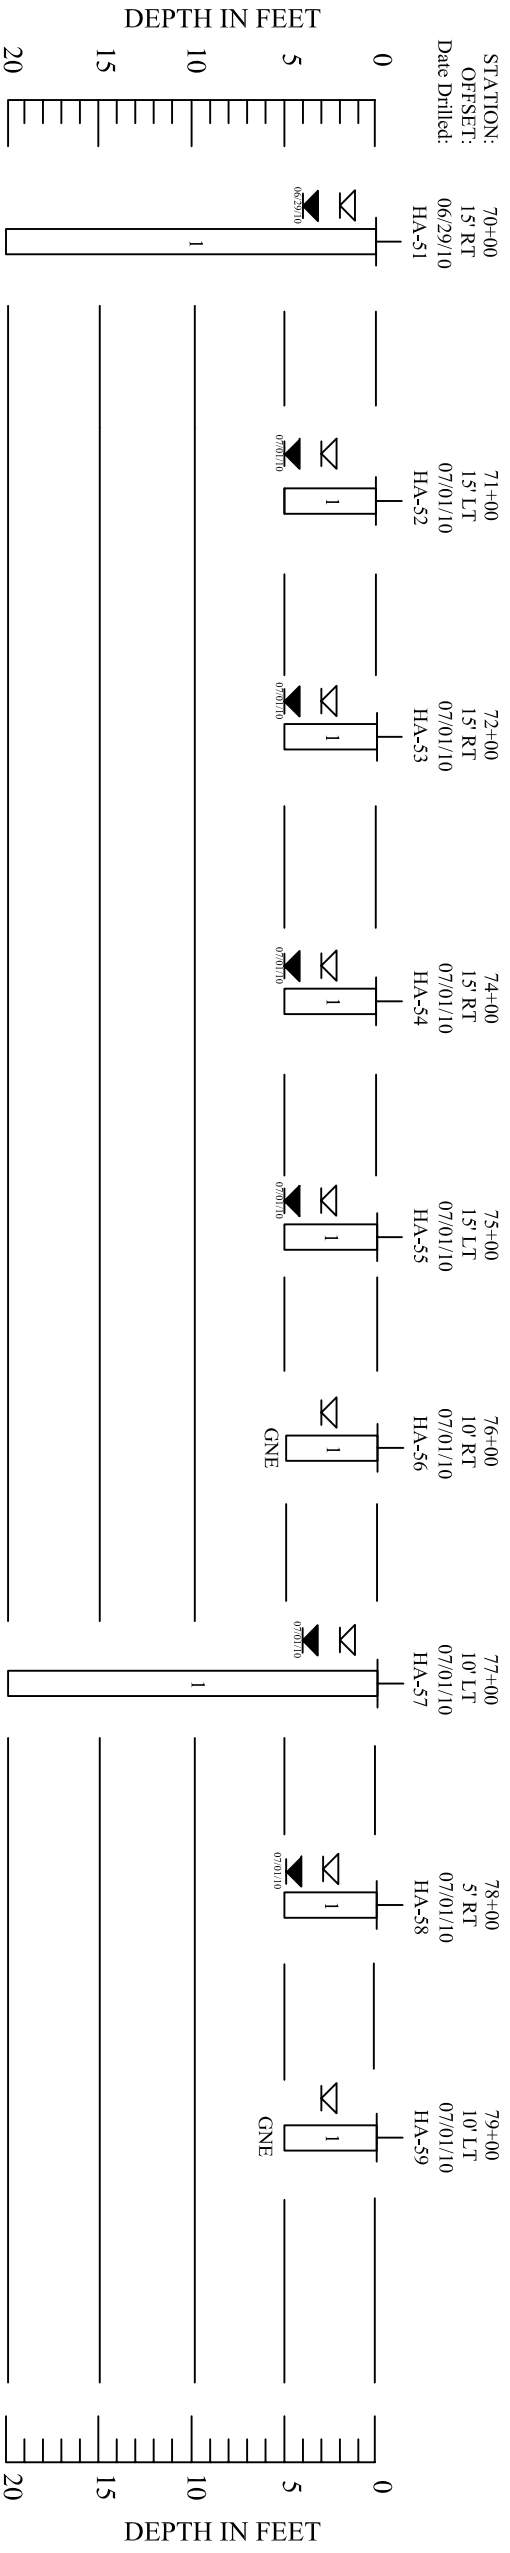 DEPTH IN FEET
20
15
10
5
0
STATION:
OFFSET:
Date Drilled:
70+00
15' RT
06/29/10
HA-51
06/29/10
1
71+00
15' LT
07/01/10
HA-52
07/01/10
1
72+00
15' RT
07/01/10
HA-53
07/01/10
1
74+00
15' RT
07/01/10
HA-54
07/01/10
1
75+00
15' LT
07/01/10
HA-55
07/01/10
1
76+00
10' RT
07/01/10
HA-56
1
GNE
77+00
10' LT
07/01/10
HA-57
07/01/10
1
78+00
5' RT
07/01/10
HA-58
07/01/10
1
79+00
10' LT
07/01/10
HA-59
1
GNE
20
15
10
5
0
DEPTH IN FEET